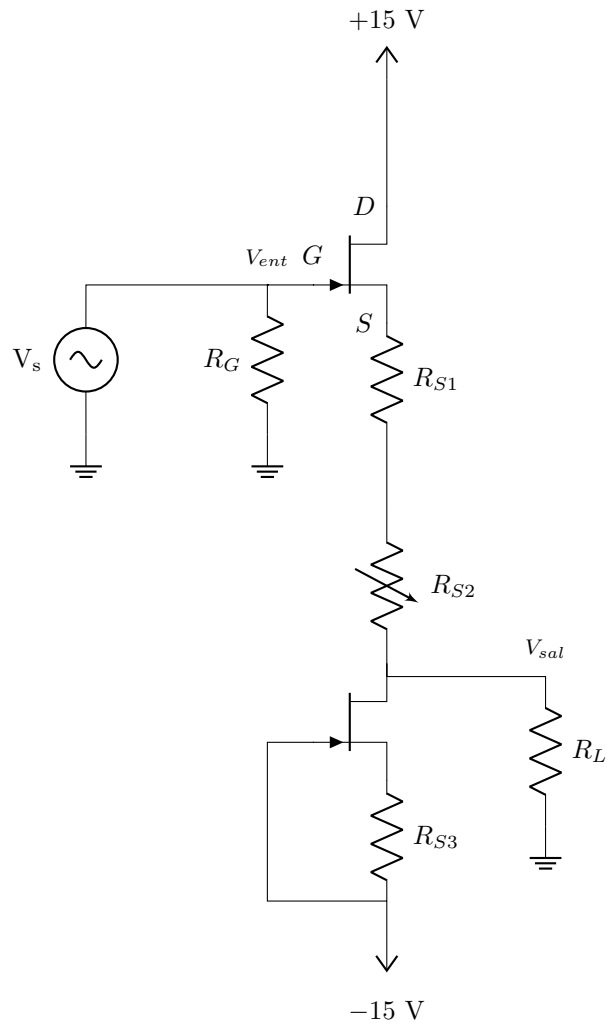 +15 V
D
V_ent G
S
V_s
R_G
R_S1
R_S2
V_sal
R_L
R_S3
−15 V